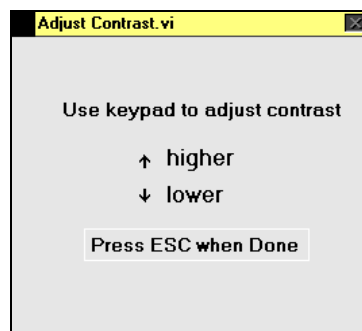 Adjust Contrast.vi
Use keypad to adjust contrast
↑ higher
↓ lower
Press ESC when Done